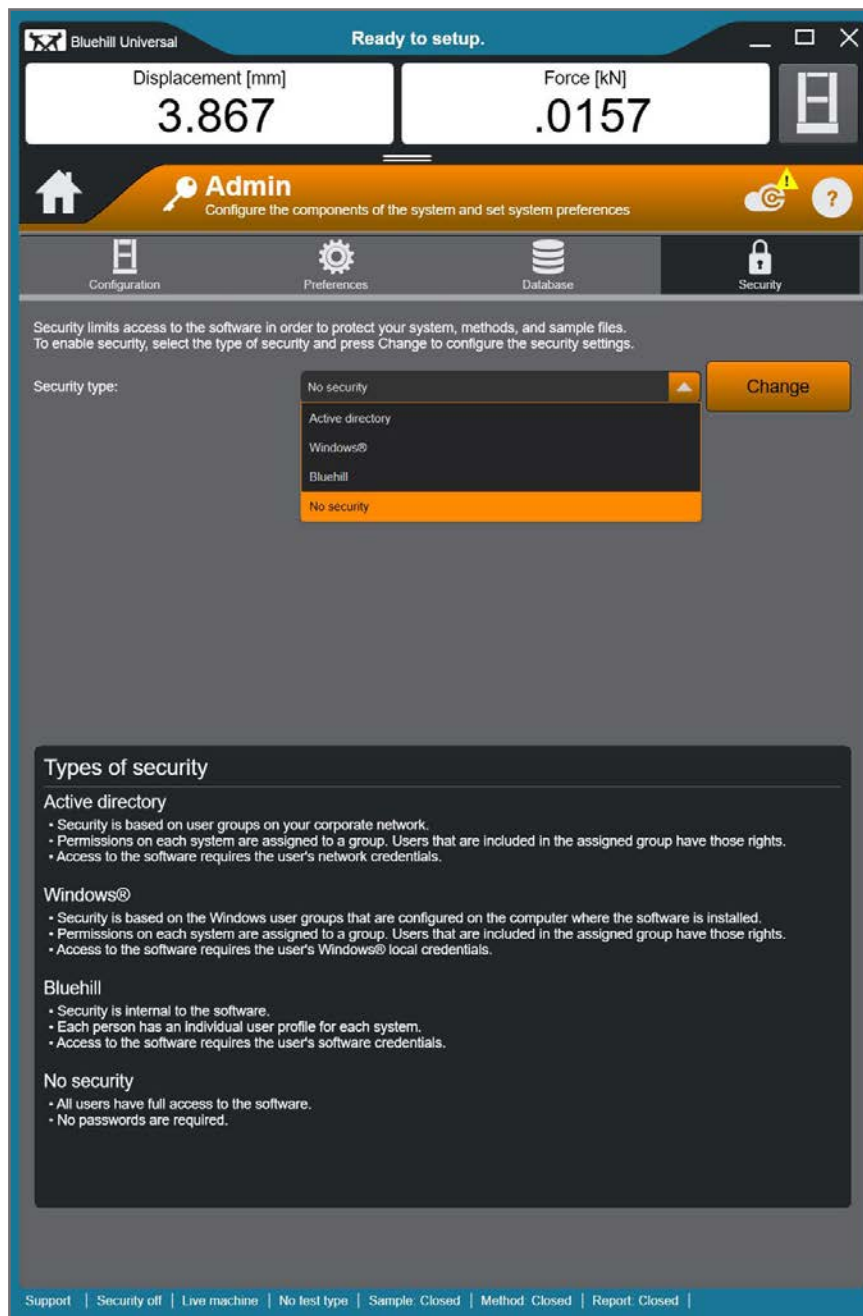 Bluehill Universal
Ready to setup.
Displacement [mm]
3.867
Force [kN]
.0157
Admin
Configure the components of the system and set system preferences
!
?
Configuration
Preferences
Database
Security
Security limits access to the software in order to protect your system, methods, and sample files.
To enable security, select the type of security and press Change to configure the security settings.
Security type:
No security
Change
Active directory
Windows®
Bluehill
No security
Types of security
Active directory
• Security is based on user groups on your corporate network.
• Permissions on each system are assigned to a group. Users that are included in the assigned group have those rights.
• Access to the software requires the user's network credentials.
Windows®
• Security is based on the Windows user groups that are configured on the computer where the software is installed.
• Permissions on each system are assigned to a group. Users that are included in the assigned group have those rights.
• Access to the software requires the user's Windows® local credentials.
Bluehill
• Security is internal to the software.
• Each person has an individual user profile for each system.
• Access to the software requires the user's software credentials.
No security
• All users have full access to the software.
• No passwords are required.
Support | Security off | Live machine | No test type | Sample: Closed | Method: Closed | Report: Closed |